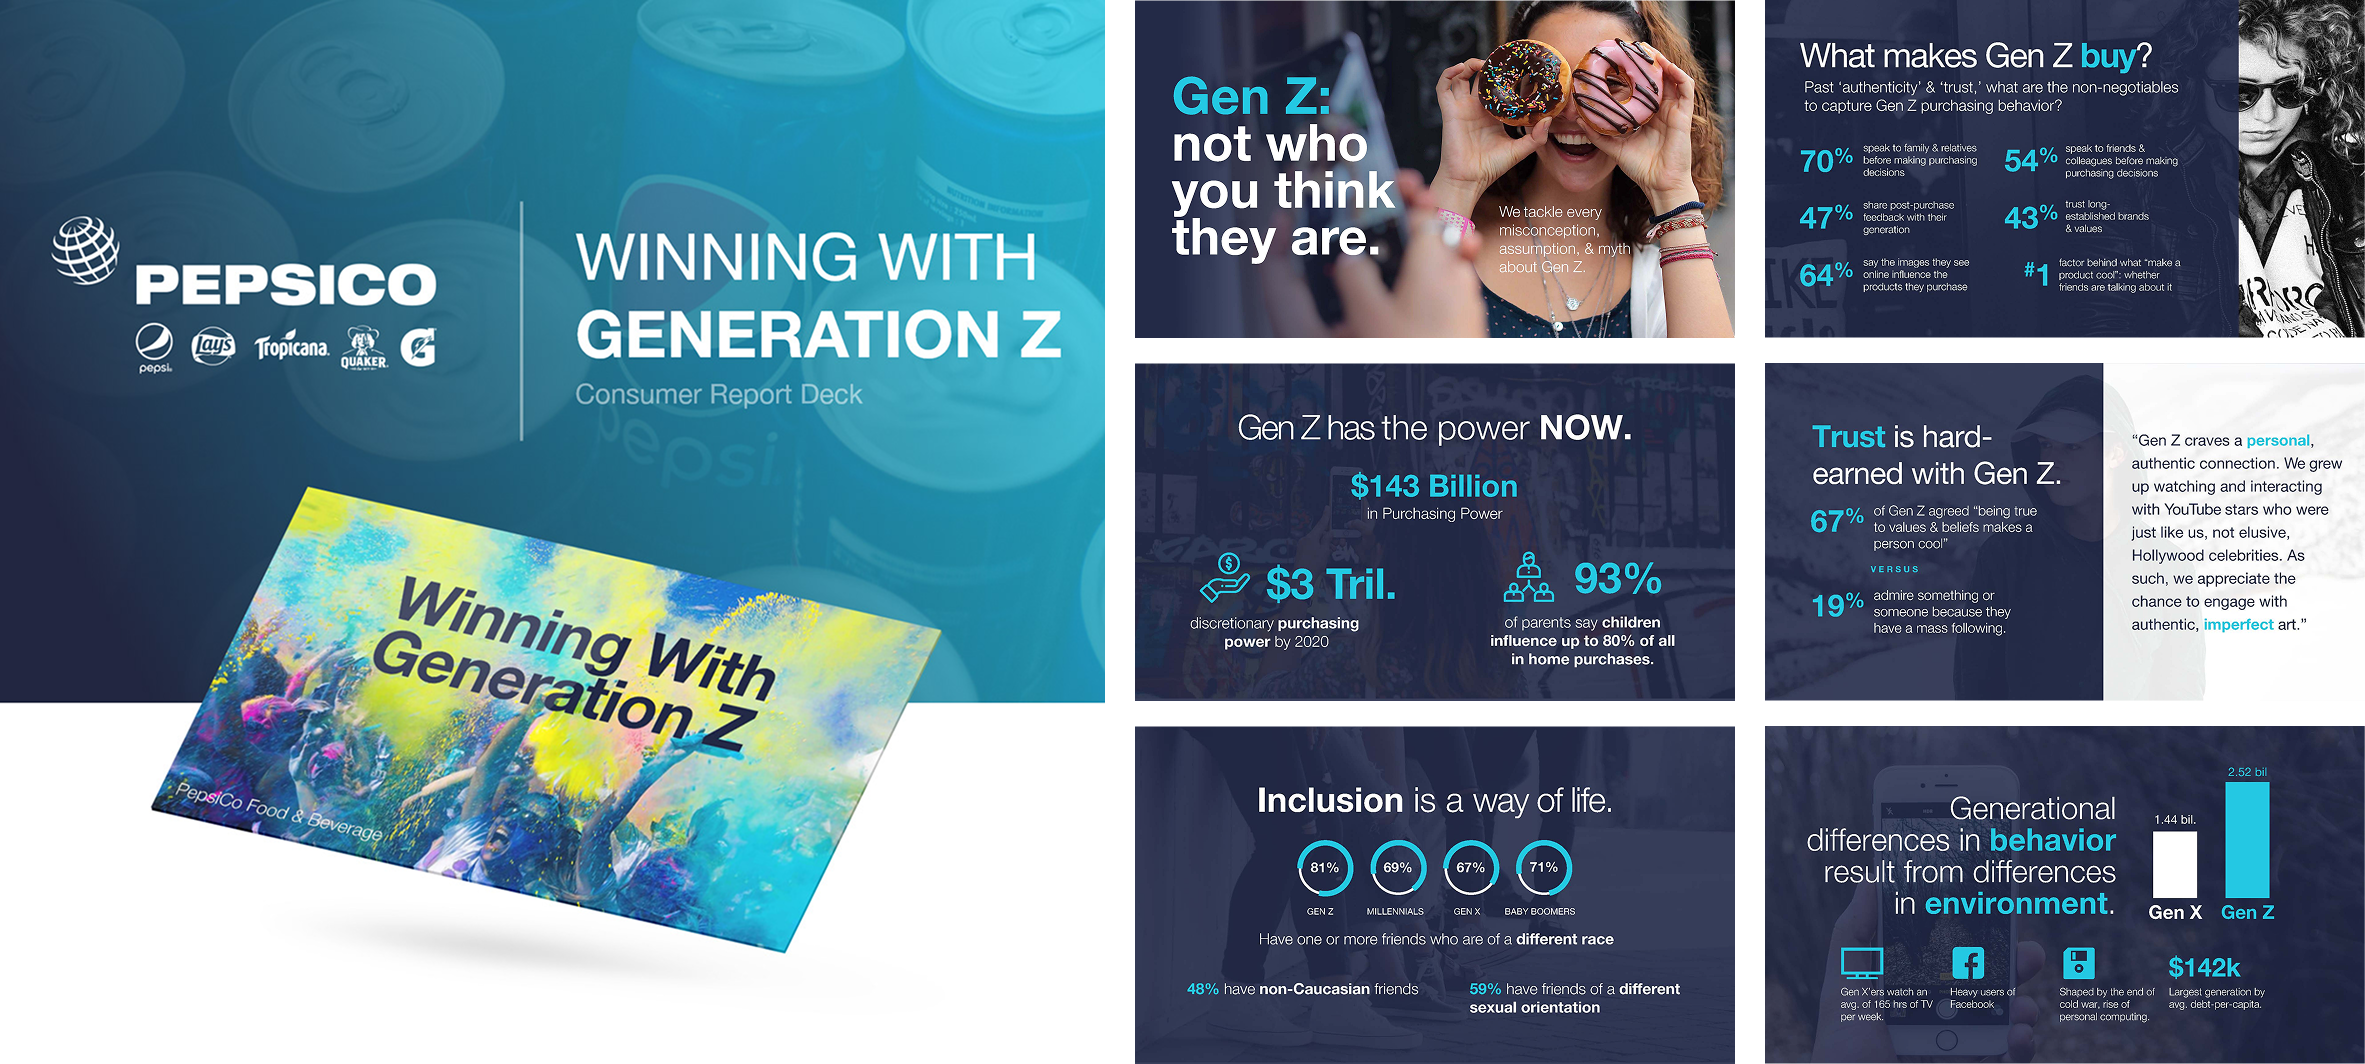 PEPSICO
pepsi.
Lay's
Tropicana.
QUAKER
G
WINNING WITH
GENERATION Z
Consumer Report Deck
pepsi
Winning With
Generation Z
PepsiCo Food & Beverage
Gen Z:
not who
you think
they are.
We tackle every
misconception,
assumption, & myth
about Gen Z.
Gen Z has the power NOW.
$143 Billion
in Purchasing Power
$3 Tril.
discretionary purchasing
power by 2020
93%
of parents say children
influence up to 80% of all
in home purchases.
Inclusion is a way of life.
81%
69%
67%
71%
GEN Z
MILLENNIALS
GEN X
BABY BOOMERS
Have one or more friends who are of a different race
48% have non-Caucasian friends
59% have friends of a different
sexual orientation
What makes Gen Z buy?
Past ‘authenticity’ & ‘trust,’ what are the non-negotiables
to capture Gen Z purchasing behavior?
70%
speak to family & relatives
before making purchasing
decisions
54%
speak to friends &
colleagues before making
purchasing decisions
47%
share post-purchase
feedback with their
generation
43%
trust long-
established brands
& values
64%
say the images they see
online influence the
products they purchase
#1
factor behind what “make a
product cool”: whether
friends are talking about it
Trust is hard-
earned with Gen Z.
67%
of Gen Z agreed “being true
to values & beliefs makes a
person cool”
VERSUS
19%
admire something or
someone because they
have a mass following.
“Gen Z craves a personal,
authentic connection. We grew
up watching and interacting
with YouTube stars who were
just like us, not elusive,
Hollywood celebrities. As
such, we appreciate the
chance to engage with
authentic, imperfect art.”
Generational
differences in behavior
result from differences
in environment.
1.44 bil.
2.52 bil
Gen X
Gen Z
Gen X'ers watch an
avg. of 165 hrs of TV
per week.
Heavy users of
Facebook
Shaped by the end of
cold war, rise of
personal computing.
$142k
Largest generation by
avg. debt-per-capita.